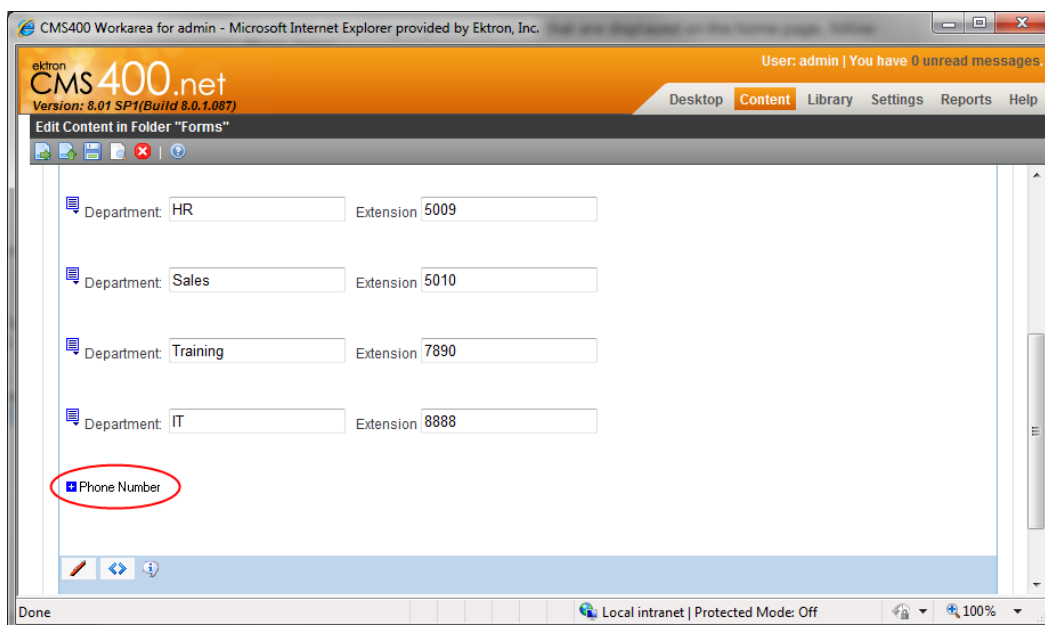 CMS400 Workarea for admin - Microsoft Internet Explorer provided by Ektron, Inc.
User: admin | You have 0 unread messages.
ektron
CMS400.net
Version: 8.01 SP1(Build 8.0.1.087)
Desktop Content Library Settings Reports Help
Edit Content in Folder "Forms"
Department: HR Extension 5009
Department: Sales Extension 5010
Department: Training Extension 7890
Department: IT Extension 8888
Phone Number
Done Local intranet | Protected Mode: Off 100%